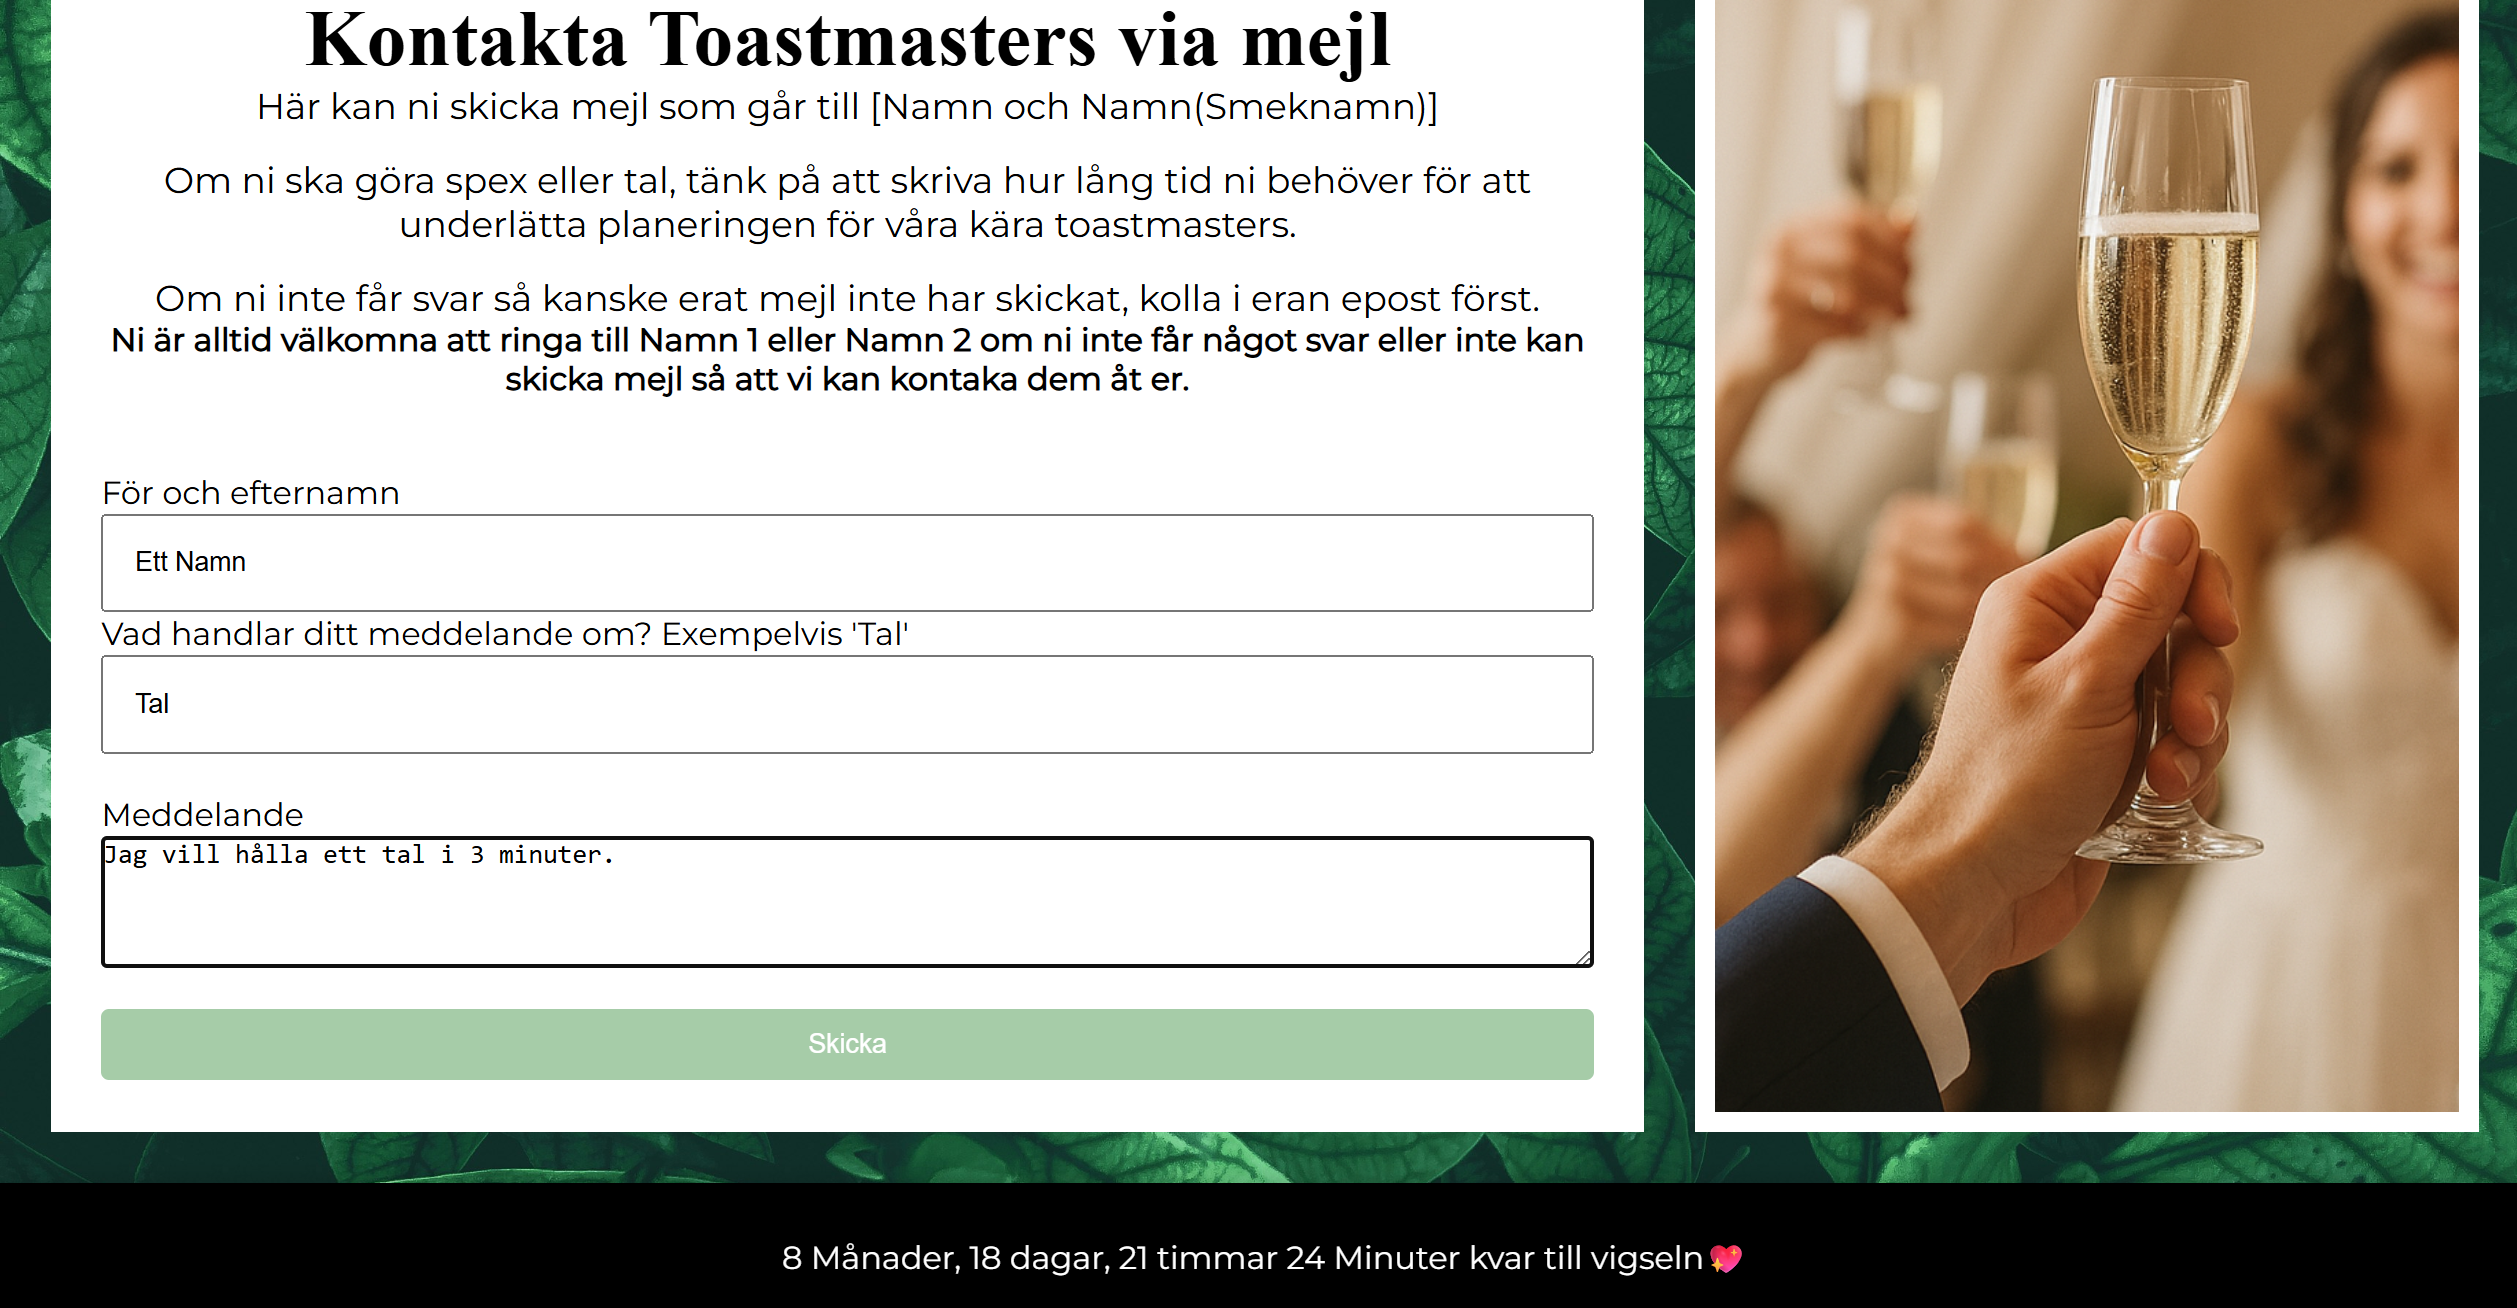 Kontakta Toastmasters via mejl
Här kan ni skicka mejl som går till [Namn och Namn(Smeknamn)]
Om ni ska göra spex eller tal, tänk på att skriva hur lång tid ni behöver för att
underlätta planeringen för våra kära toastmasters.
Om ni inte får svar så kanske erat mejl inte har skickat, kolla i eran epost först.
Ni är alltid välkomna att ringa till Namn 1 eller Namn 2 om ni inte får något svar eller inte kan
skicka mejl så att vi kan kontaka dem åt er.
För och efternamn
Ett Namn
Vad handlar ditt meddelande om? Exempelvis 'Tal'
Tal
Meddelande
Jag vill hålla ett tal i 3 minuter.
Skicka
8 Månader, 18 dagar, 21 timmar 24 Minuter kvar till vigseln💖